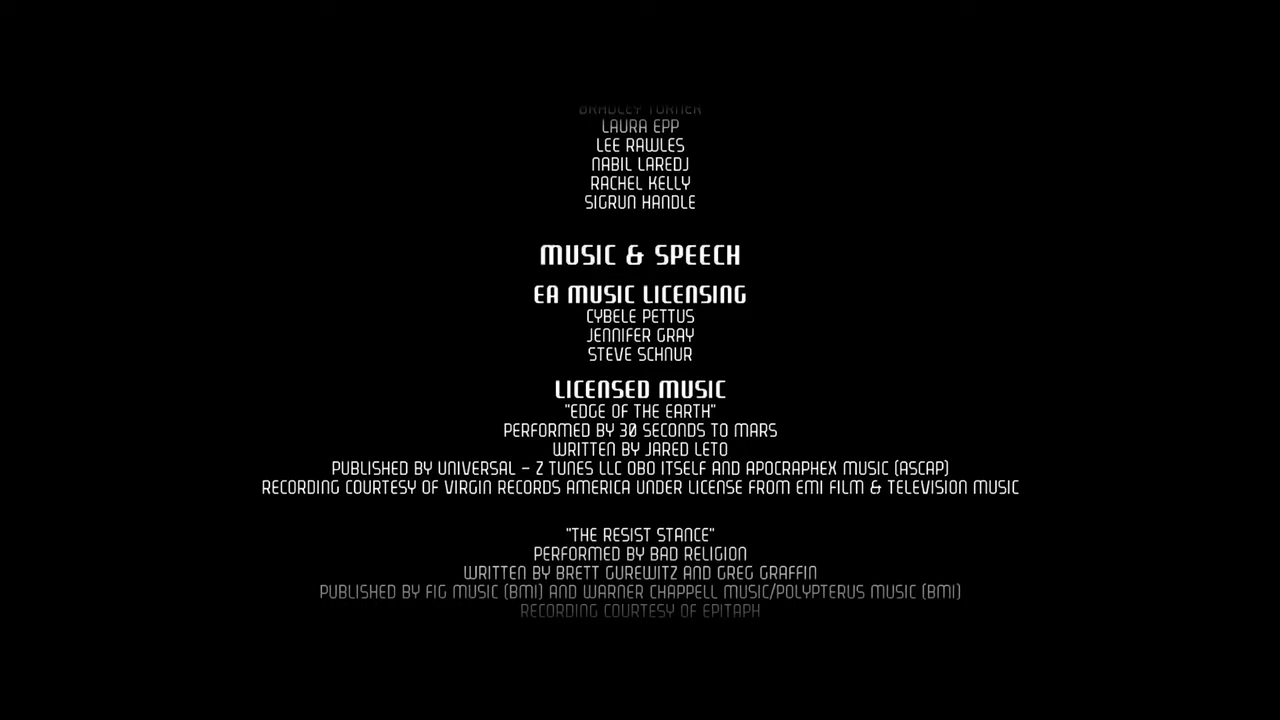 BRADLEY TURNER
LAURA EPP
LEE RAWLES
NABIL LAREDJ
RACHEL KELLY
SIGRUN HANDLE
MUSIC & SPEECH
EA MUSIC LICENSING
CYBELE PETTUS
JENNIFER GRAY
STEVE SCHNUR
LICENSED MUSIC
"EDGE OF THE EARTH"
PERFORMED BY 30 SECONDS TO MARS
WRITTEN BY JARED LETO
PUBLISHED BY UNIVERSAL – Z TUNES LLC OBO ITSELF AND APOCRAPHEX MUSIC (ASCAP)
RECORDING COURTESY OF VIRGIN RECORDS AMERICA UNDER LICENSE FROM EMI FILM & TELEVISION MUSIC
"THE RESIST STANCE"
PERFORMED BY BAD RELIGION
WRITTEN BY BRETT GUREWITZ AND GREG GRAFFIN
PUBLISHED BY FIG MUSIC (BMI) AND WARNER CHAPPELL MUSIC/POLYPTERUS MUSIC (BMI)
RECORDING COURTESY OF EPITAPH